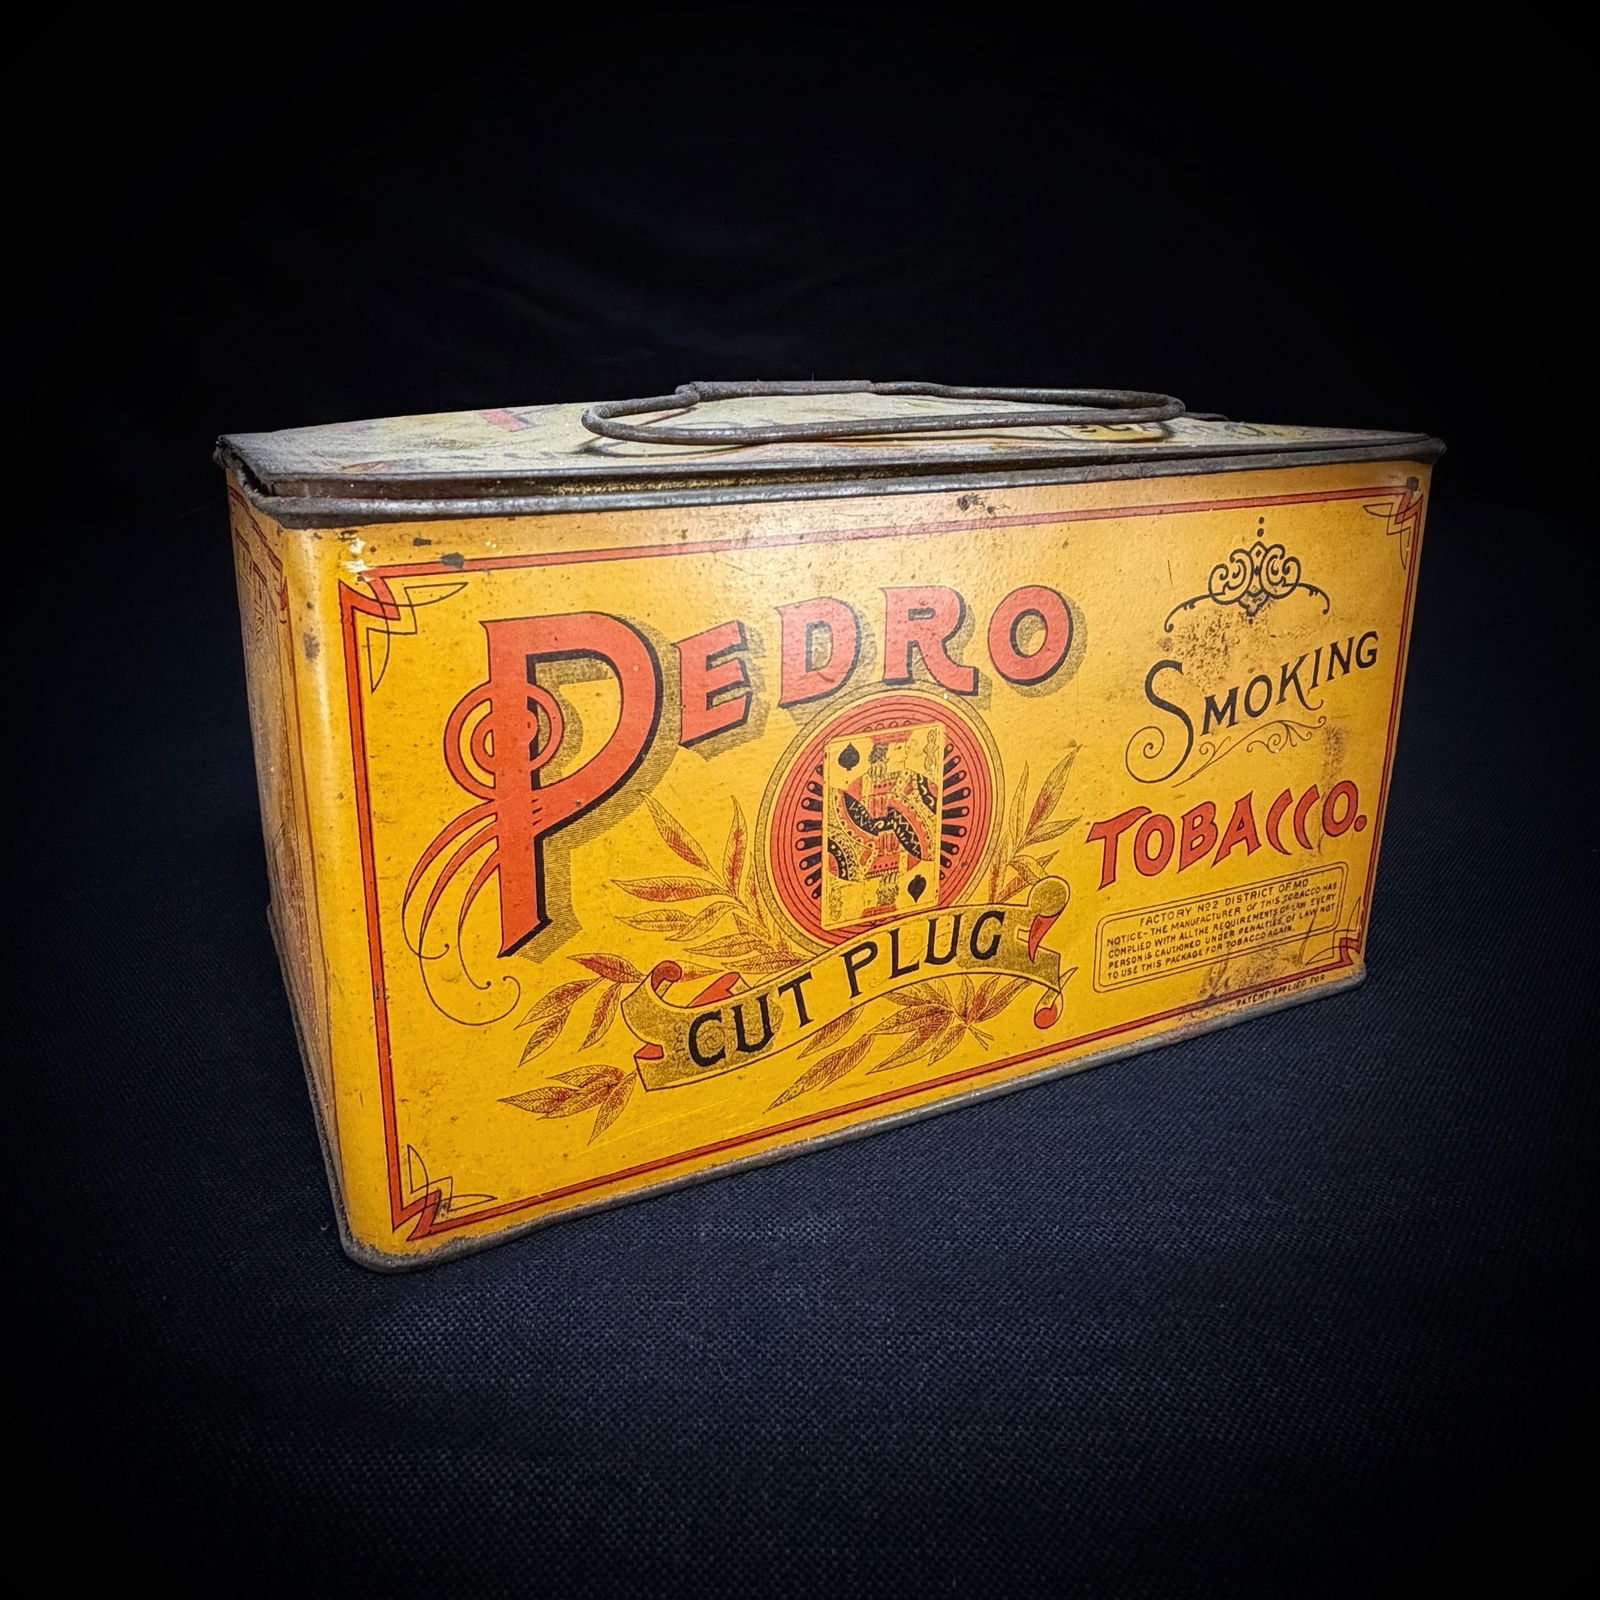 PEDRO
CUT PLUG
SMOKING
TOBACCO.
FACTORY Nº2 DISTRICT OF MD
NOTICE- THE MANUFACTURER OF THIS TOBACCO HAS
COMPLIED WITH ALL THE REQUIREMENTS OF LAW EVERY
PERSON IS CAUTIONED UNDER PENALTIES OF LAW NOT
TO USE THIS PACKAGE FOR TOBACCO AGAIN.
PATENT APPLIED FOR